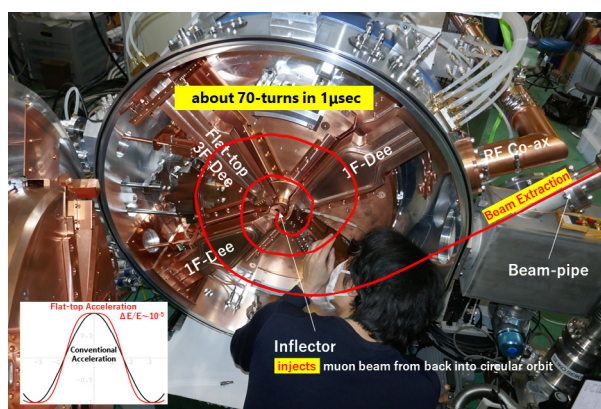 about 70-turns in 1μsec
Flat-top
3F-Dee
1F-Dee
RF Co-ax
Beam Extraction
1F-Dee
Beam-pipe
Flat-top Acceleration
ΔE/E~10⁻⁵
Conventional
Acceleration
Inflector
injects muon beam from back into circular orbit